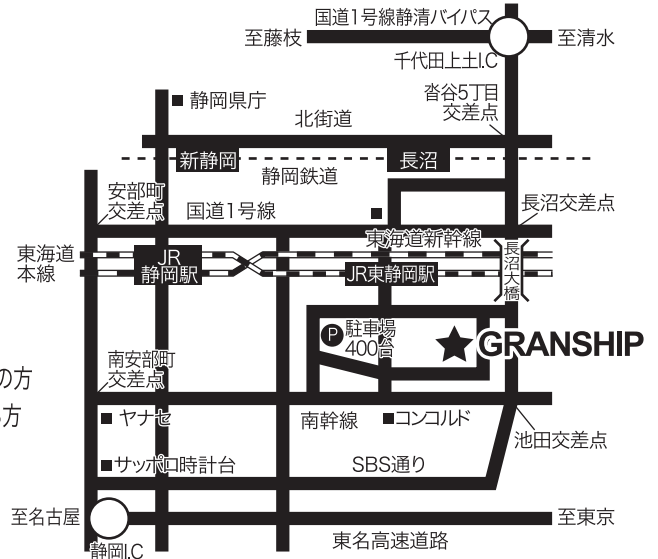 国道1号線静清バイパス
至藤枝
至清水
千代田上土I.C
沓谷5丁目
交差点
静岡県庁
北街道
新静岡
長沼
静岡鉄道
安部町
交差点
国道1号線
長沼交差点
東海道新幹線
東海道
本線
JR
静岡駅
JR東静岡駅
長沼大橋
P 駐車場
400台
GRANSHIP
南安部町
交差点
の方
方
ヤナセ
南幹線
コンコルド
池田交差点
サッポロ時計台
SBS通り
至名古屋
至東京
静岡I.C
東名高速道路